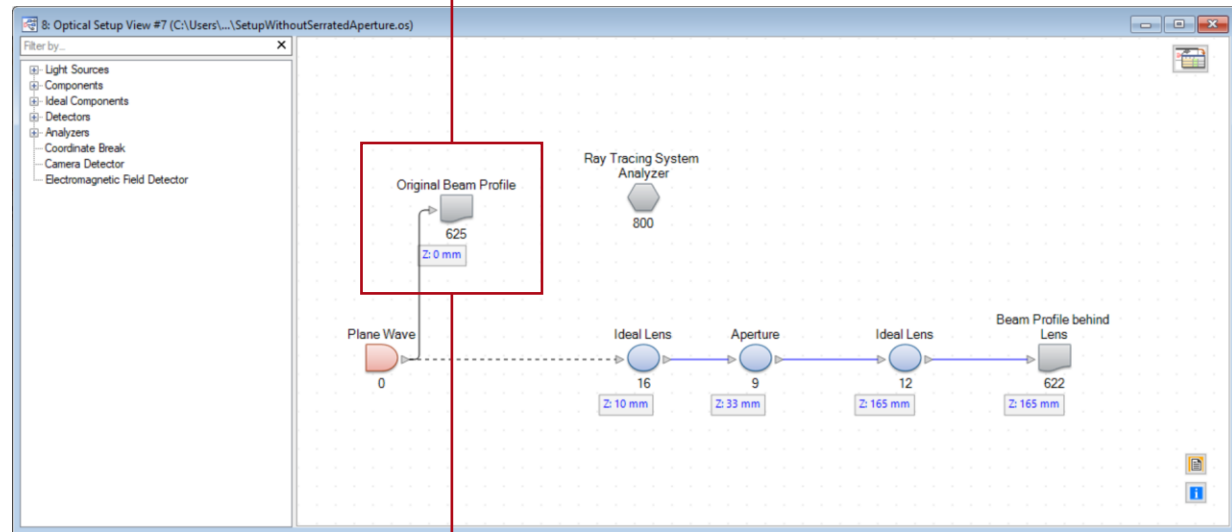 8: Optical Setup View #7 (C:\Users\...\SetupWithoutSerratedAperture.os)
Filter by...
Light Sources
Components
Ideal Components
Detectors
Analyzers
Coordinate Break
Camera Detector
Electromagnetic Field Detector
Original Beam Profile
625
Z: 0 mm
Ray Tracing System
Analyzer
800
Plane Wave
0
Ideal Lens
16
Z: 10 mm
Aperture
9
Z: 33 mm
Ideal Lens
12
Z: 165 mm
Beam Profile behind
Lens
622
Z: 165 mm